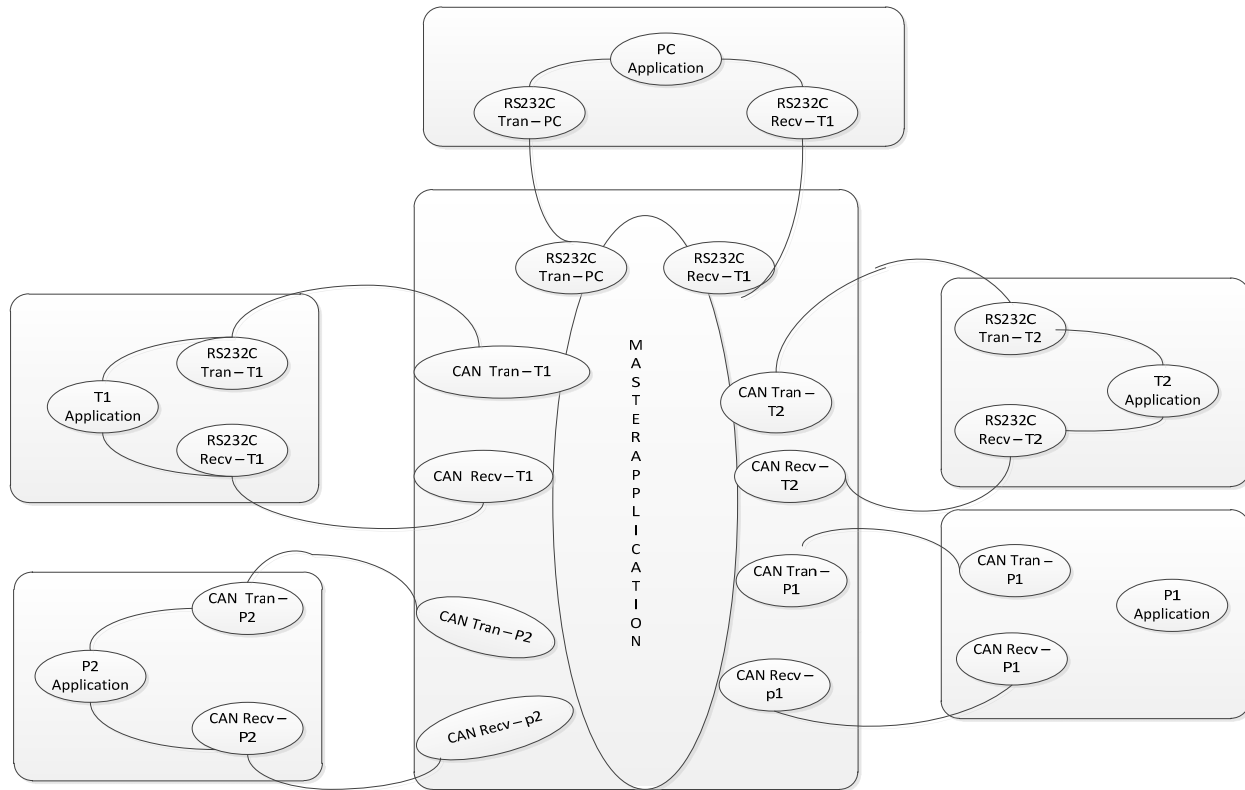 PC
Application
RS232C
Tran-PC
RS232C
Recv-T1
RS232C
Tran-PC
RS232C
Recv-T1
RS232C
Tran-T1
T1
Application
RS232C
Recv-T1
CAN Tran-T1
CAN Recv-T1
M
A
S
T
E
R
A
P
P
L
I
C
A
T
I
O
N
CAN Tran-
T2
CAN Recv-
T2
RS232C
Tran-T2
T2
Application
RS232C
Recv-T2
CAN Tran-
P2
P2
Application
CAN Recv-
P2
CAN Tran-P2
CAN Recv-p2
CAN Tran-
P1
CAN Recv-
p1
CAN Tran-
P1
P1
Application
CAN Recv-
P1